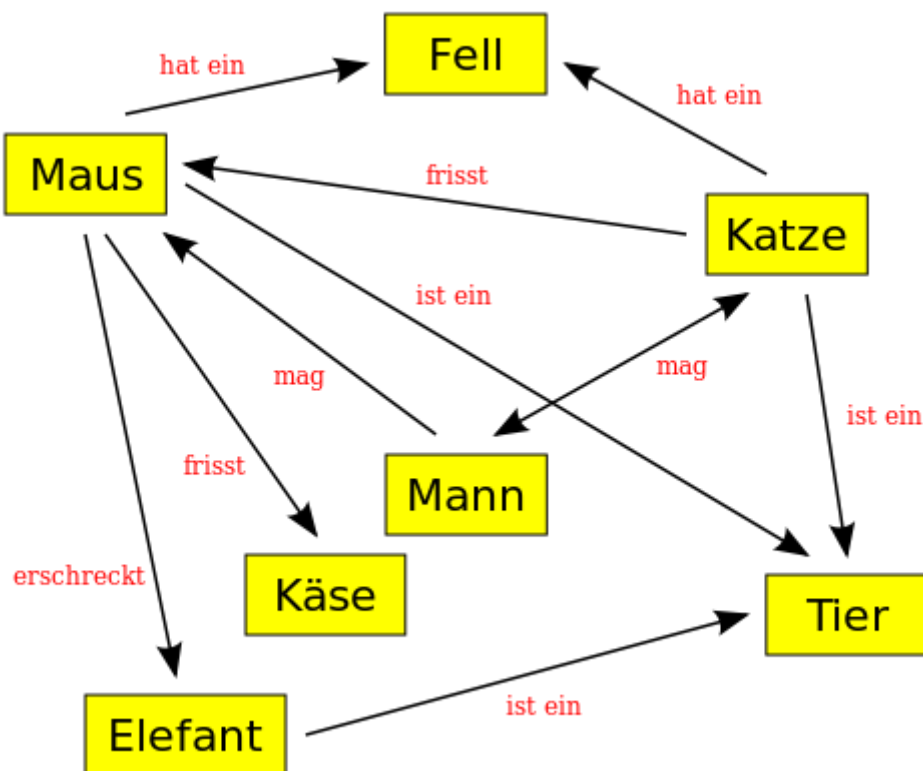 Fell
hat ein
hat ein
Maus
frisst
Katze
ist ein
mag
mag
ist ein
frisst
Mann
erschreckt
Käse
Tier
ist ein
Elefant